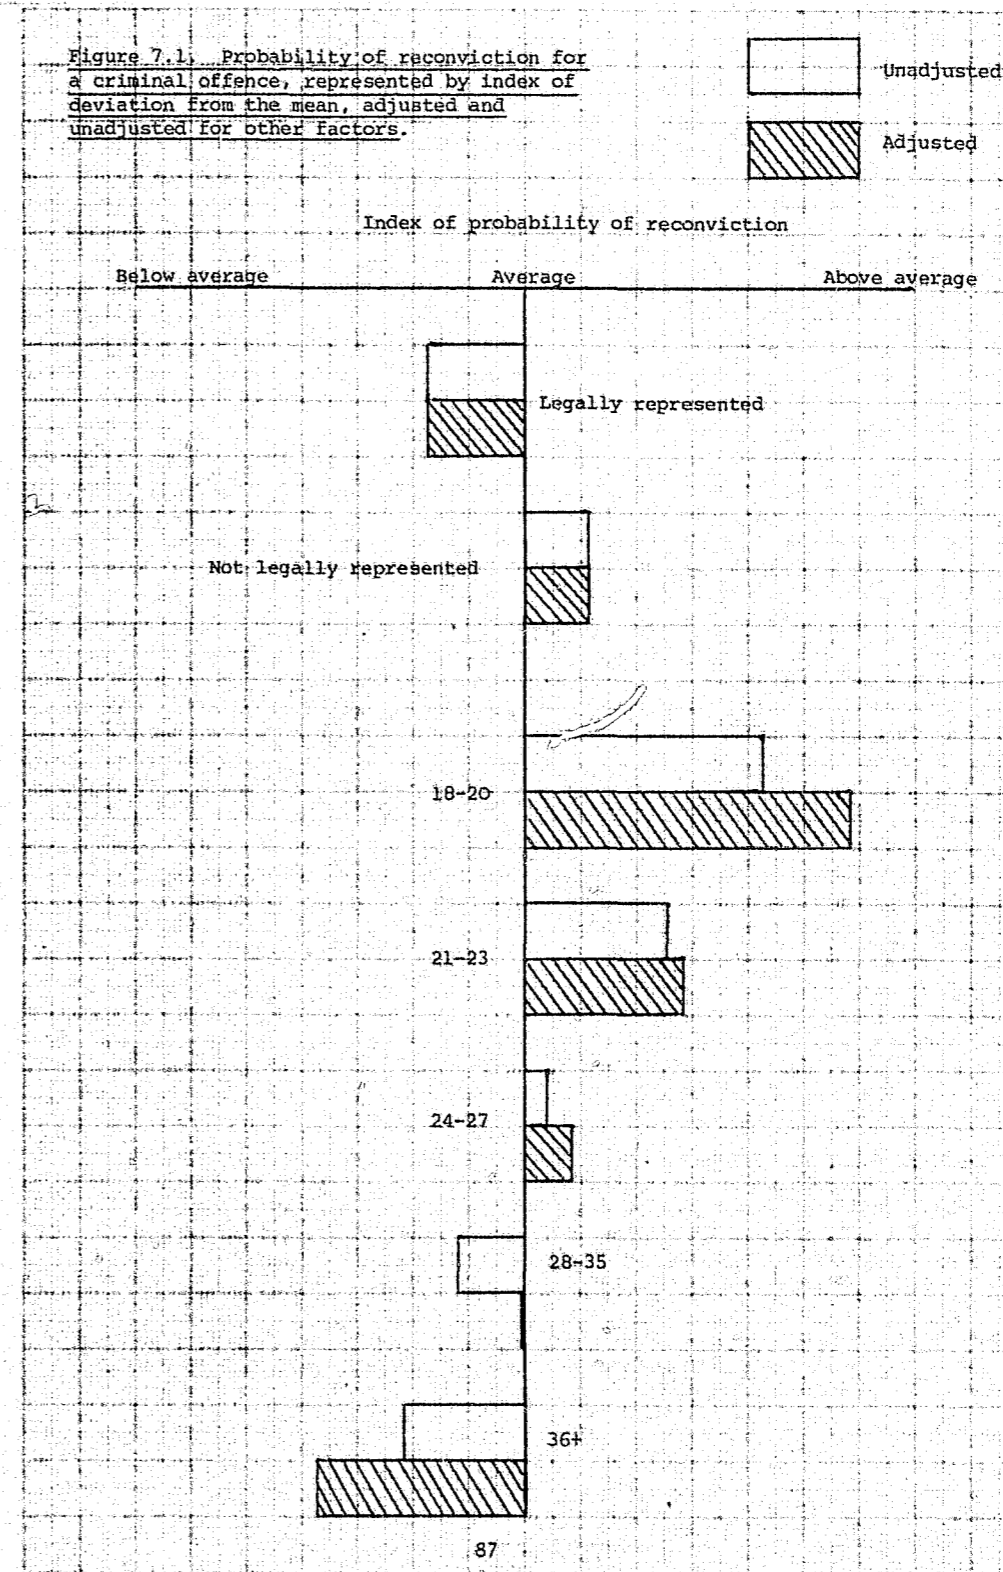 Figure 7.1. Probability of reconviction for
a criminal offence, represented by index of
deviation from the mean, adjusted and
unadjusted for other factors.
Unadjusted
Adjusted
Index of probability of reconviction
Below average Average Above average
Legally represented
Not legally represented
18-20
21-23
24-27
28-35
36+
87